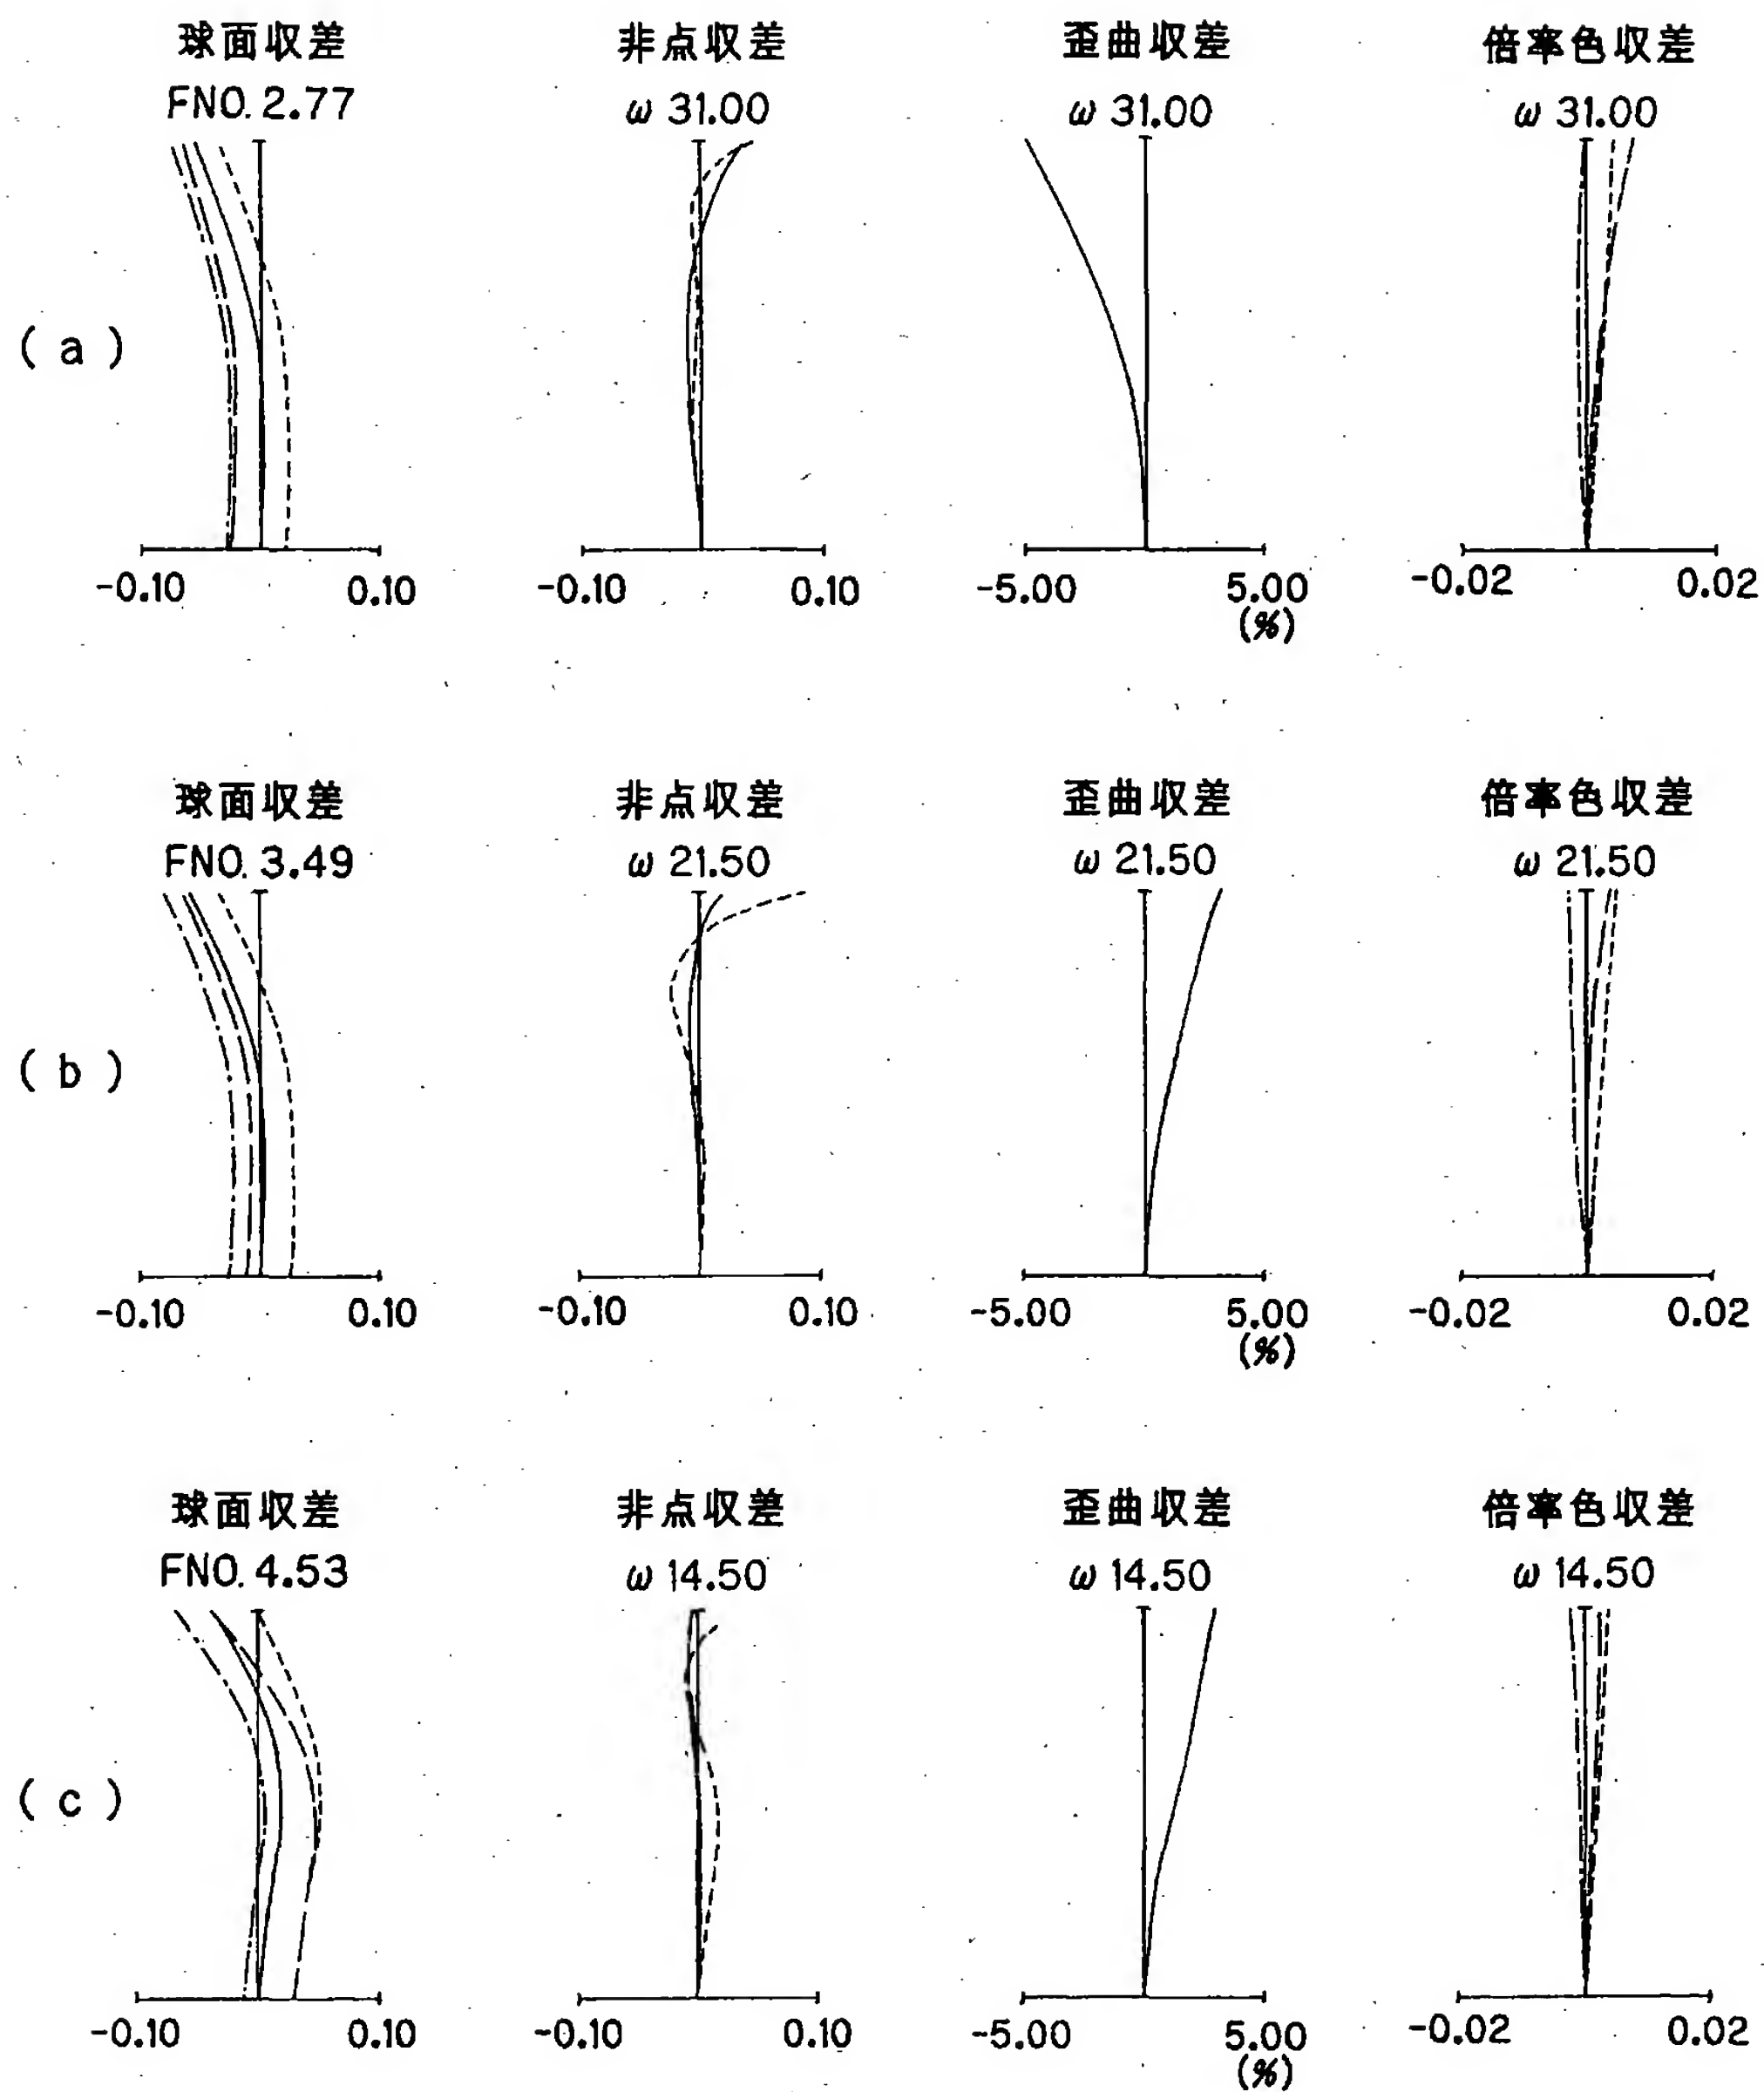 球面収差 非点収差 歪曲収差 倍率色収差
FNO. 2.77 ω 31.00 ω 31.00 ω 31.00
(a)
-0.10 0.10 -0.10 0.10 -5.00 5.00 -0.02 0.02
(%)
球面収差 非点収差 歪曲収差 倍率色収差
FNO. 3.49 ω 21.50 ω 21.50 ω 21.50
(b)
-0.10 0.10 -0.10 0.10 -5.00 5.00 -0.02 0.02
(%)
球面収差 非点収差 歪曲収差 倍率色収差
FNO. 4.53 ω 14.50 ω 14.50 ω 14.50
(c)
-0.10 0.10 -0.10 0.10 -5.00 5.00 -0.02 0.02
(%)